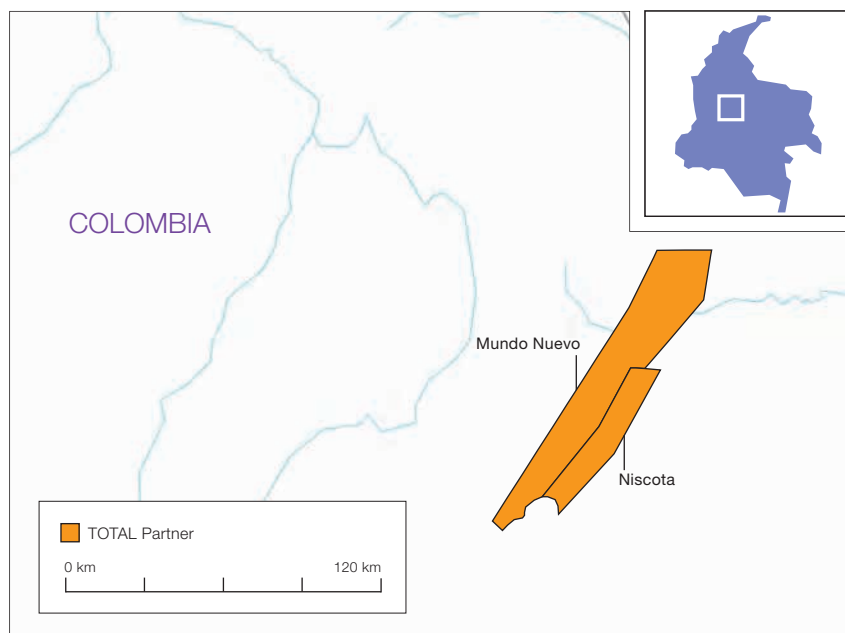 COLOMBIA
Mundo Nuevo
Niscota
TOTAL Partner
0 km 120 km